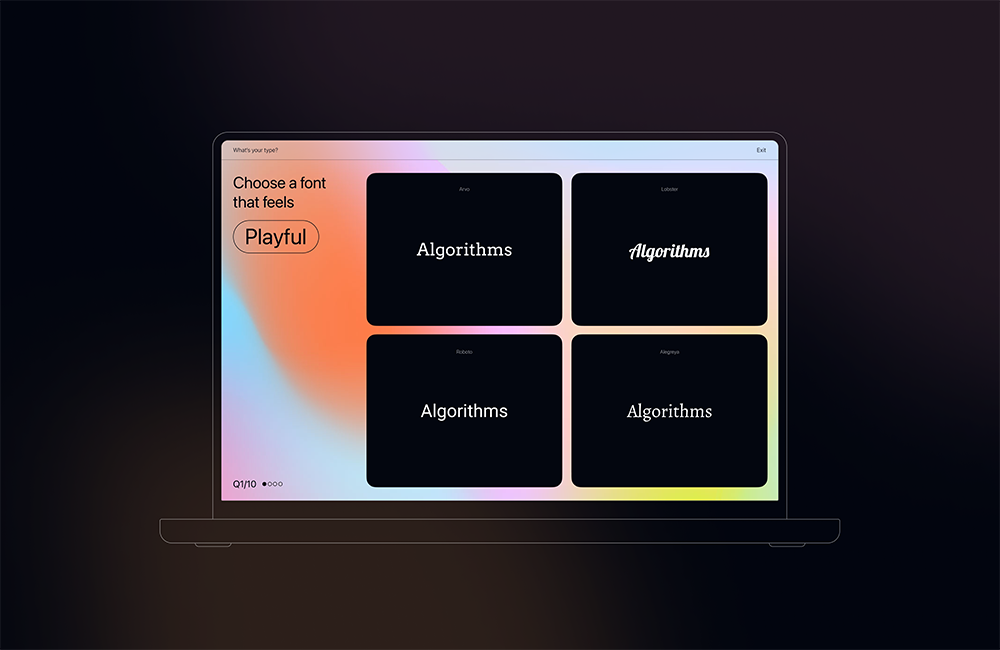 What's your type?
Exit
Choose a font
that feels
Playful
Arvo
Algorithms
Lobster
Algorithms
Roboto
Algorithms
Alegreya
Algorithms
Q1/10